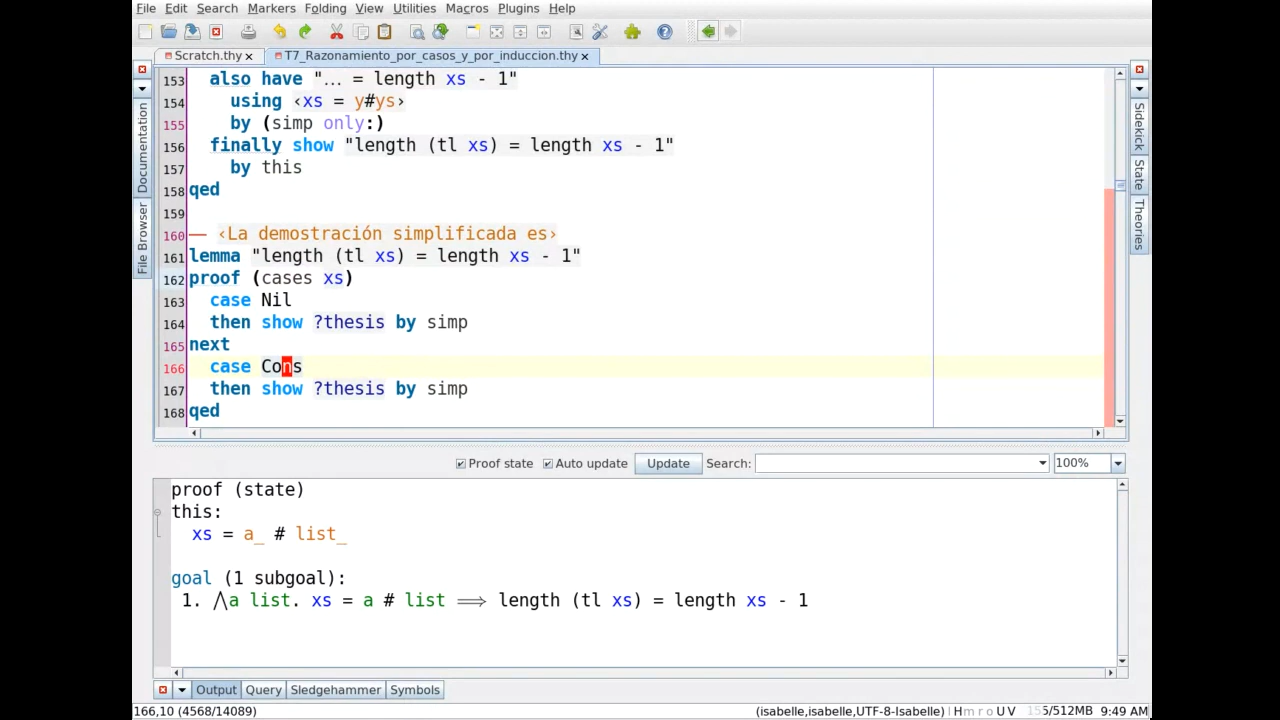 File Edit Search Markers Folding View Utilities Macros Plugins Help
Scratch.thy T7_Razonamiento_por_casos_y_por_induccion.thy
153 also have "… = length xs - 1"
154 using ‹xs = y#ys›
155 by (simp only:)
156 finally show "length (tl xs) = length xs - 1"
157 by this
158 qed
159
160 — ‹La demostración simplificada es›
161 lemma "length (tl xs) = length xs - 1"
162 proof (cases xs)
163 case Nil
164 then show ?thesis by simp
165 next
166 case Cons
167 then show ?thesis by simp
168 qed
Documentation
File Browser
Sidekick
State
Theories
Proof state Auto update Update Search: 100%
proof (state)
this:
xs = a_ # list_
goal (1 subgoal):
1. ⋀a list. xs = a # list ⟹ length (tl xs) = length xs - 1
Output Query Sledgehammer Symbols
166,10 (4568/14089) (isabelle,isabelle,UTF-8-Isabelle) | H m r o U V 155/512MB 9:49 AM